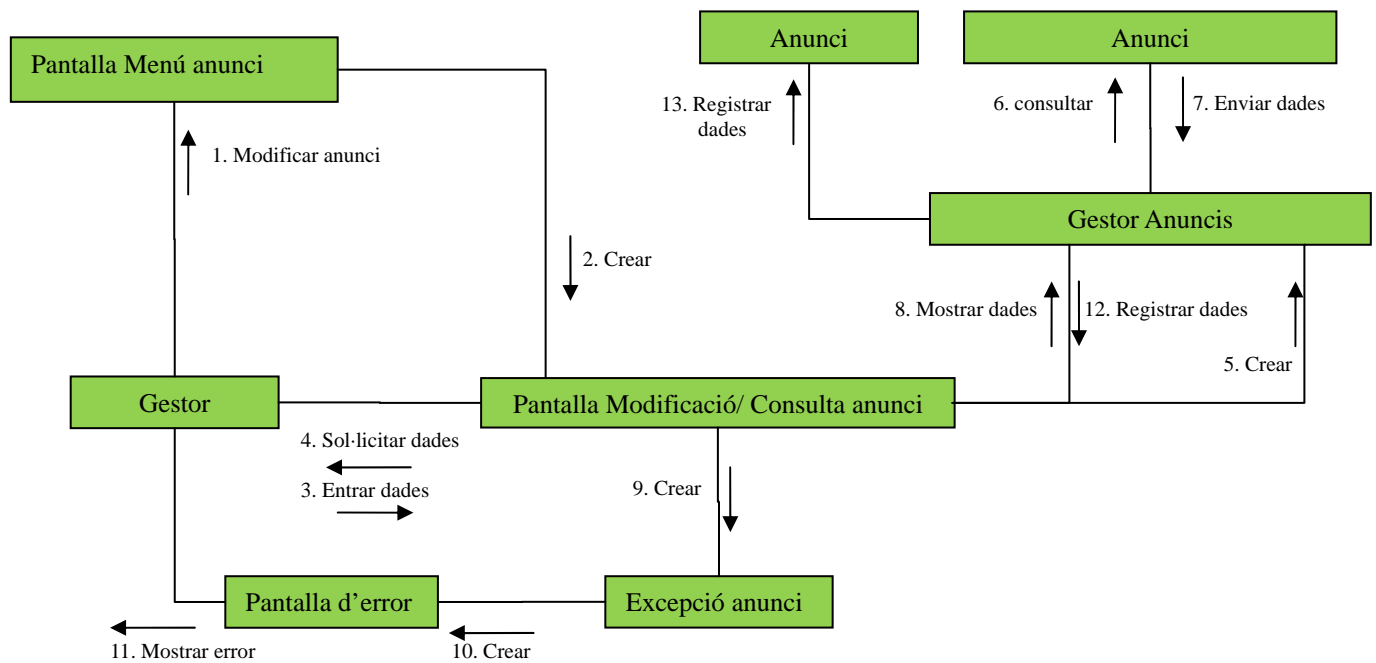 Anunci
Anunci
Pantalla Menú anunci
13. Registrar
dades
6. consultar
7. Enviar dades
1. Modificar anunci
Gestor Anuncis
2. Crear
8. Mostrar dades
12. Registrar dades
5. Crear
Gestor
Pantalla Modificació/ Consulta anunci
4. Sol·licitar dades
3. Entrar dades
9. Crear
Pantalla d’error
Excepció anunci
11. Mostrar error
10. Crear